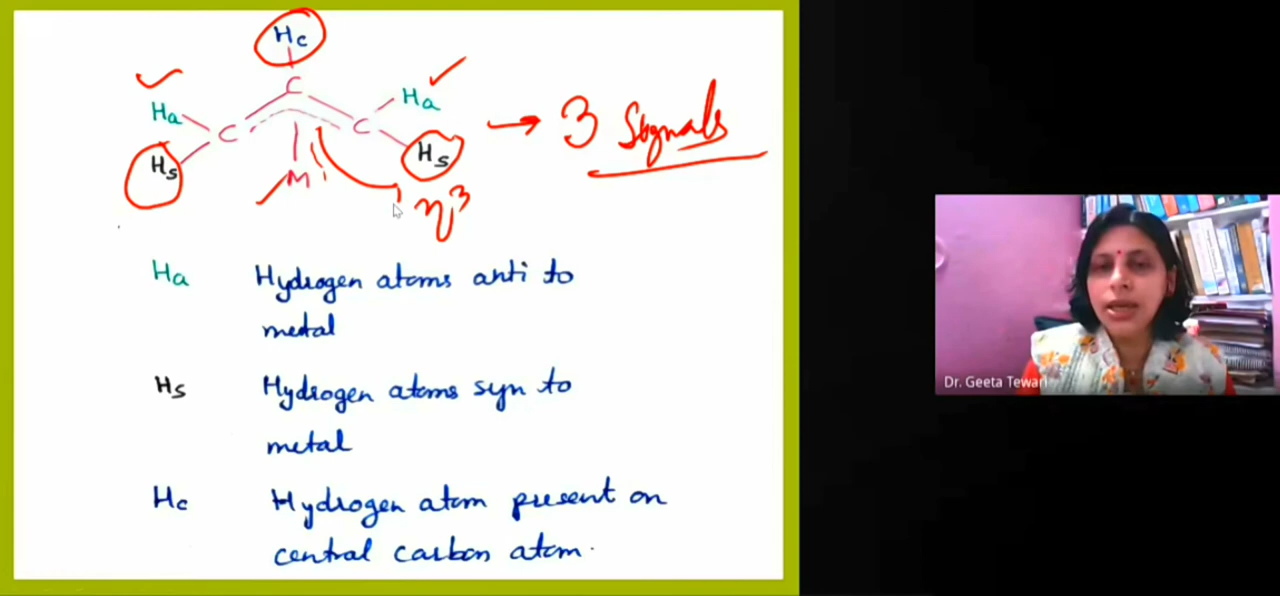 Hc
C
Ha
Ha
C
C
Hs
Hs
M
η³
→ 3 Signals
Ha Hydrogen atoms anti to
metal
Hs Hydrogen atoms syn to
metal
Hc Hydrogen atom present on
central carbon atom.
Dr. Geeta Tewari